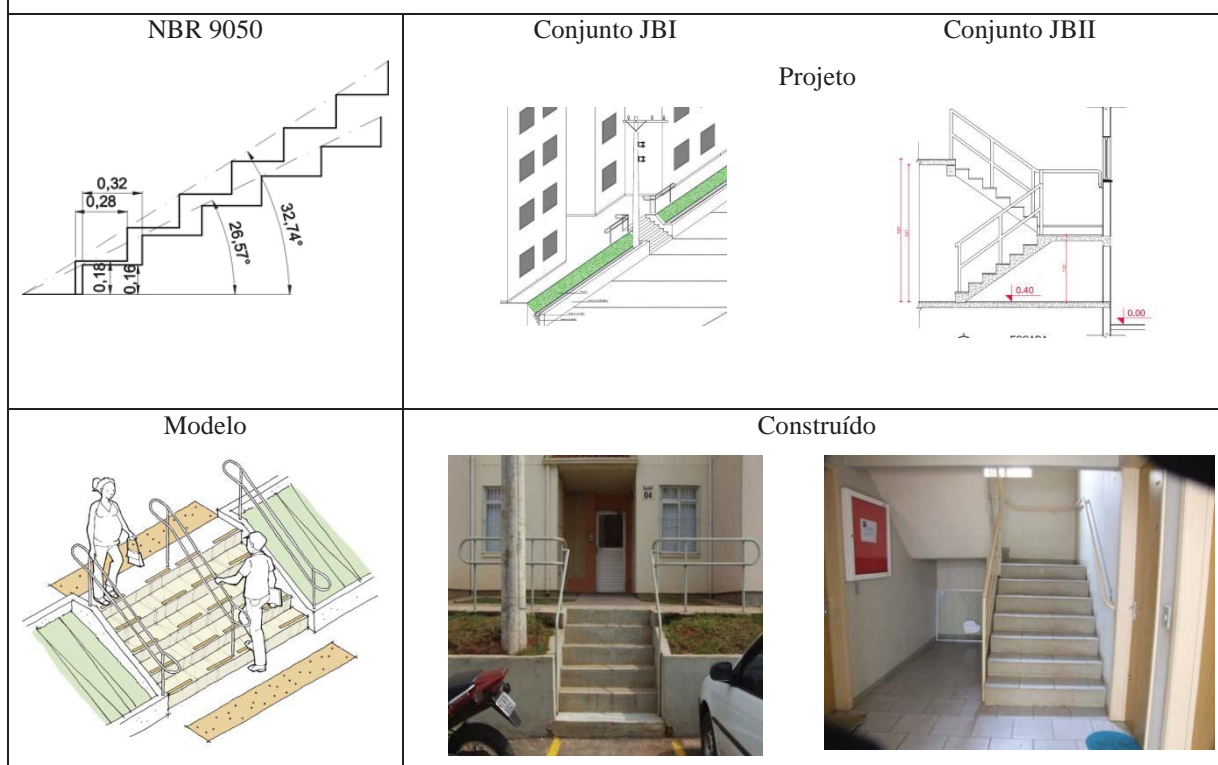 NBR 9050
Conjunto JBI
Conjunto JBII
Projeto
0,32
0,28
0,18
0,16
26,57°
32,74°
0.40
0.00
Modelo
Construído
04